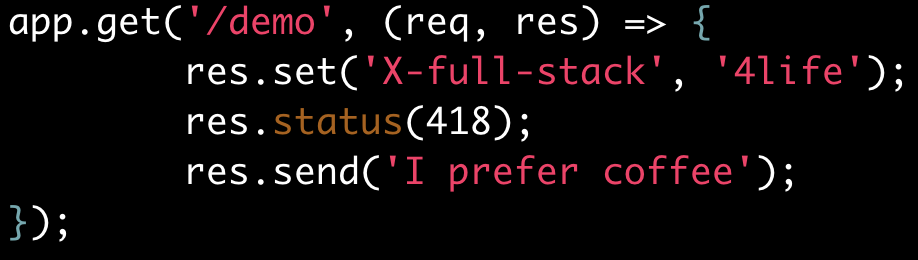 app.get('/demo', (req, res) => {
        res.set('X-full-stack', '4life');
        res.status(418);
        res.send('I prefer coffee');
});